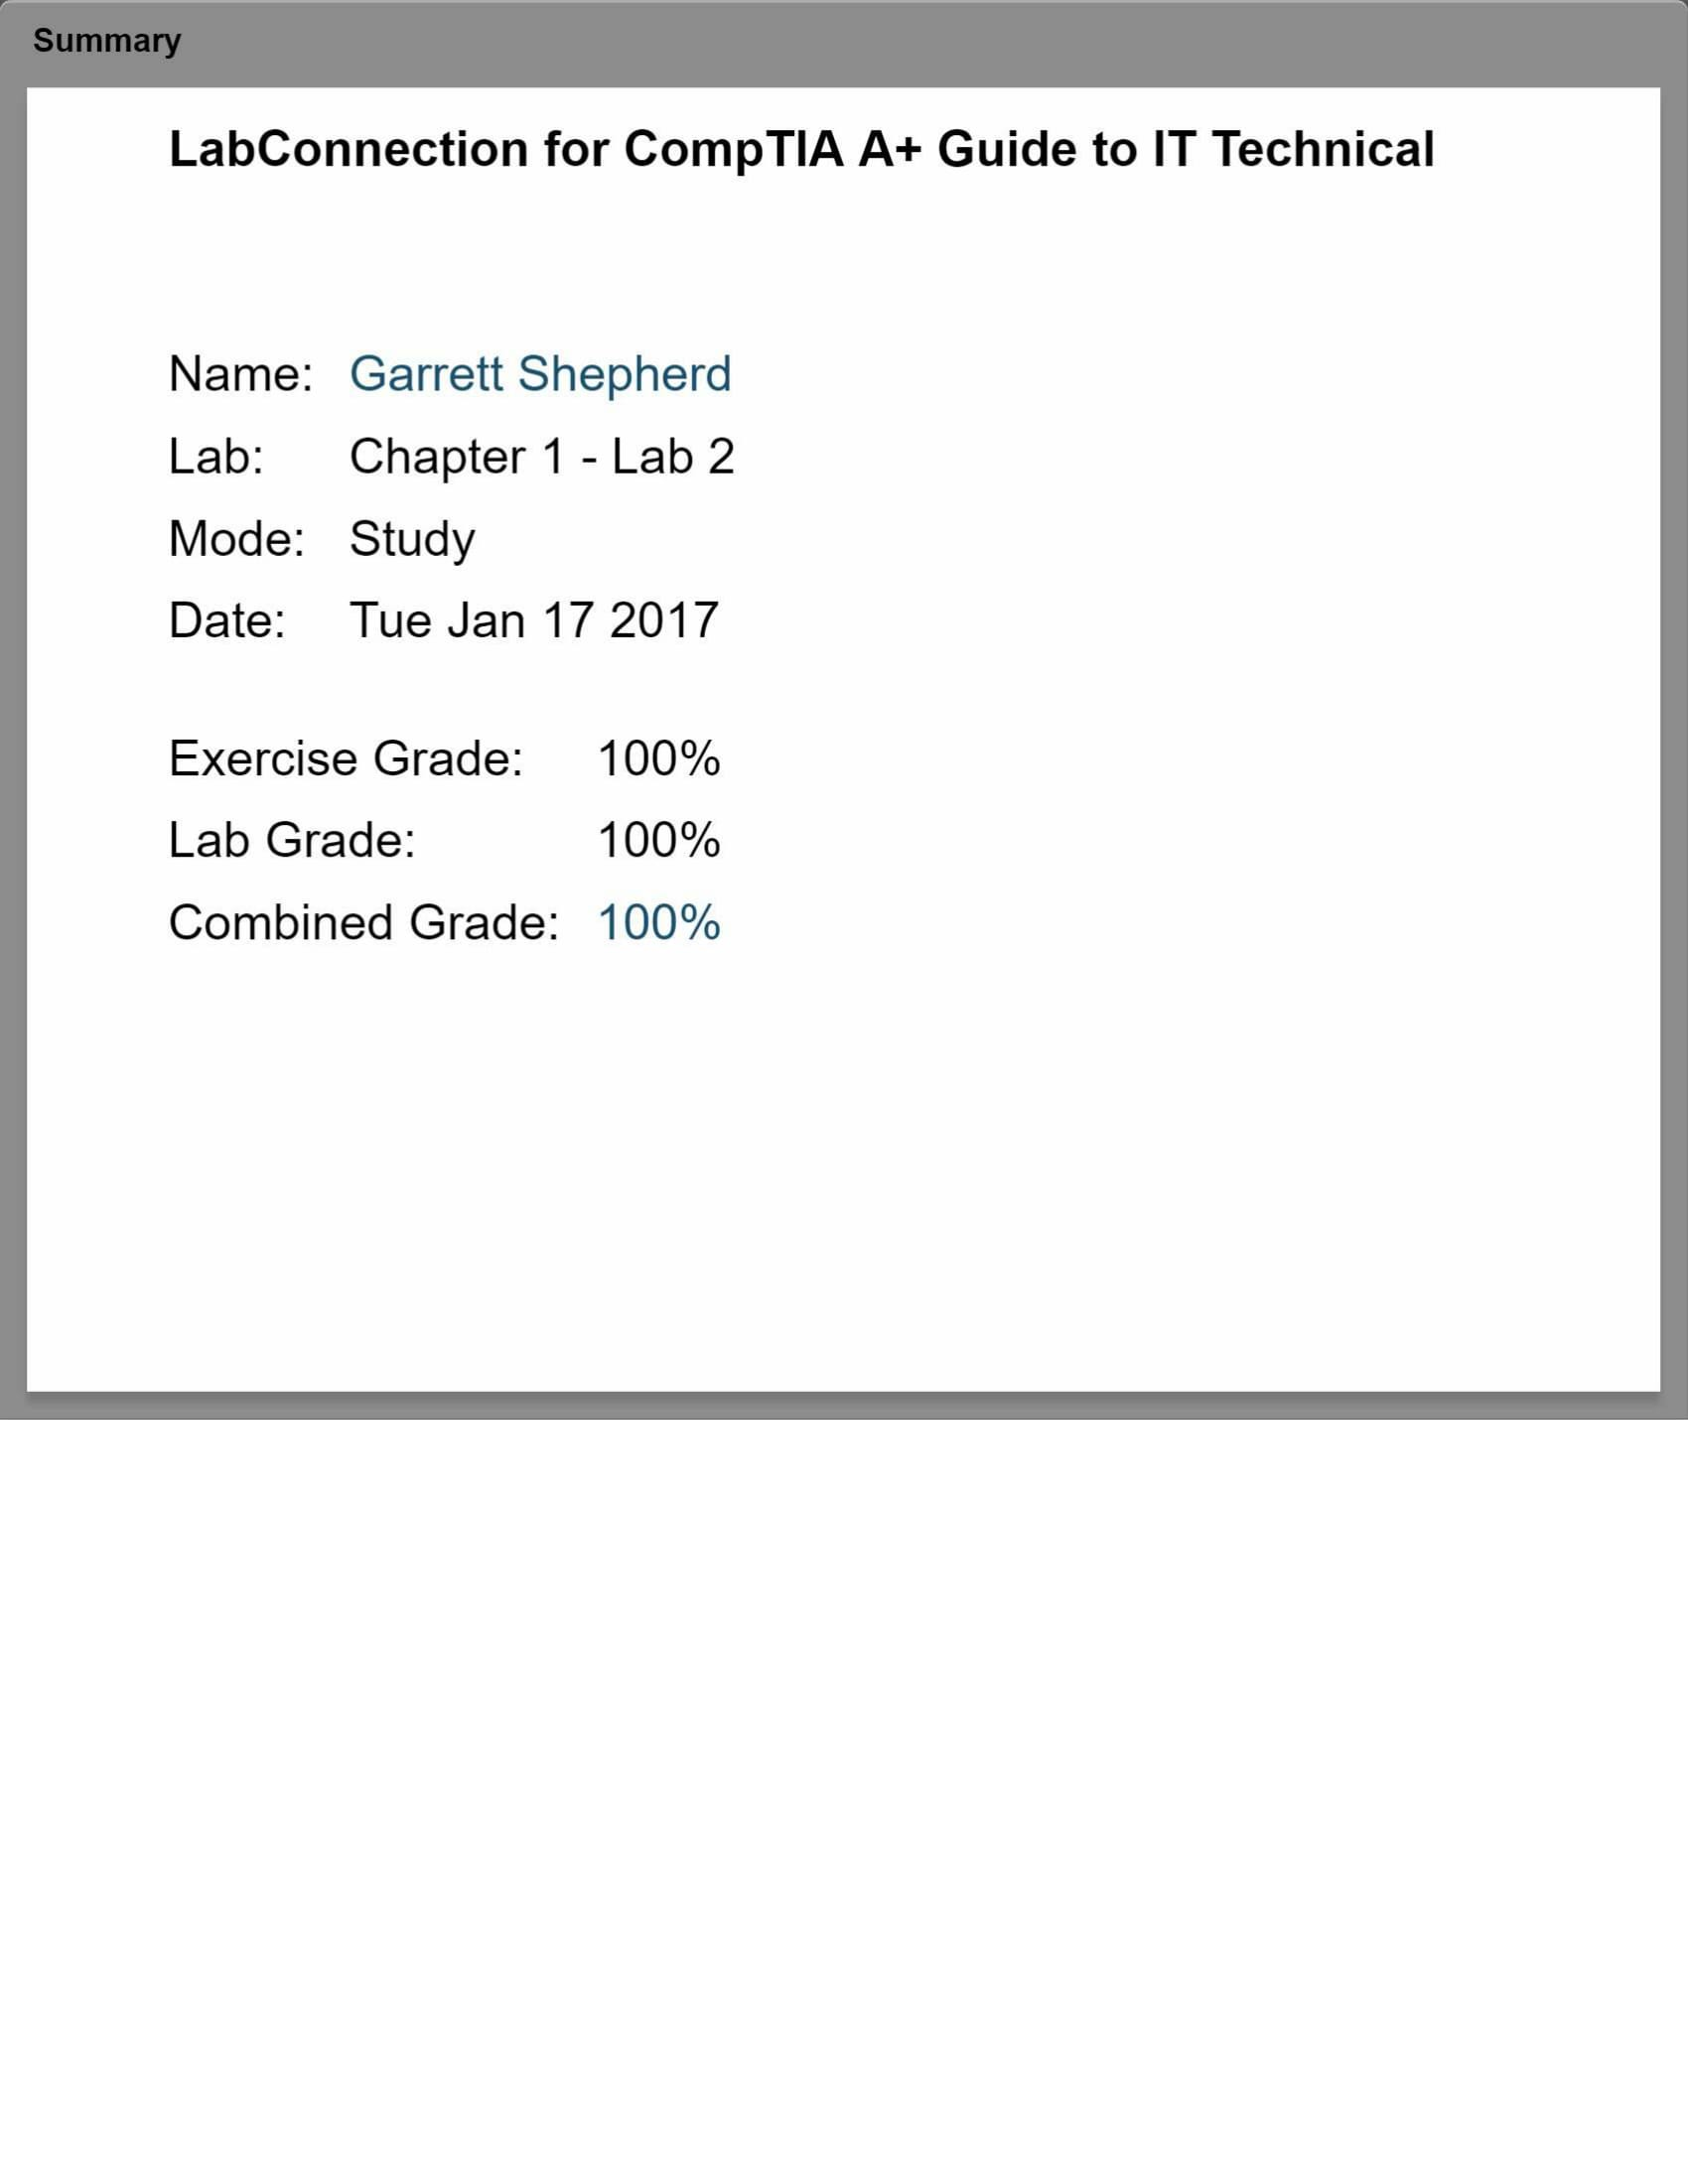 Summary
LabConnection for CompTIA A+ Guide to IT Technical
Name: Garrett Shepherd
Lab: Chapter 1 - Lab 2
Mode: Study
Date: Tue Jan 17 2017
Exercise Grade: 100%
Lab Grade: 100%
Combined Grade: 100%